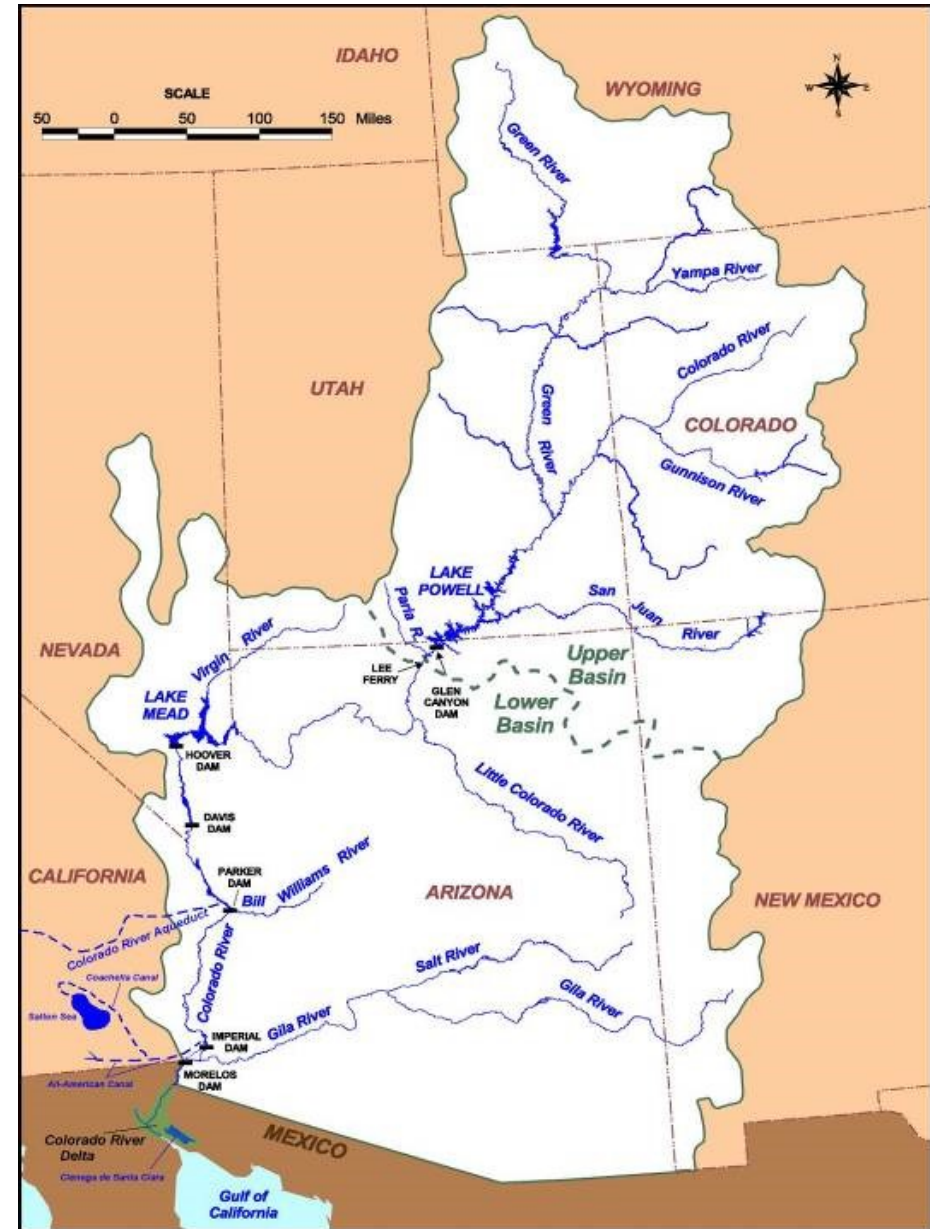 IDAHO
WYOMING
N
W
E
S
SCALE
50 0 50 100 150 Miles
Green River
Yampa River
Colorado River
UTAH
Green
River
COLORADO
Gunnison River
LAKE
POWELL
San
Juan
River
Paria R.
NEVADA
Virgin River
LEE
FERRY
GLEN
CANYON
DAM
Upper
Basin
Lower
Basin
LAKE
MEAD
HOOVER
DAM
Little Colorado River
DAVIS
DAM
CALIFORNIA
PARKER
DAM
Bill Williams River
ARIZONA
NEW MEXICO
Colorado River Aqueduct
Colorado River
Salt River
Coachella Canal
Salton Sea
Gila River
Gila River
IMPERIAL
DAM
MORELOS
DAM
All-American Canal
MEXICO
Colorado River
Delta
Cienega de Santa Clara
Gulf of
California